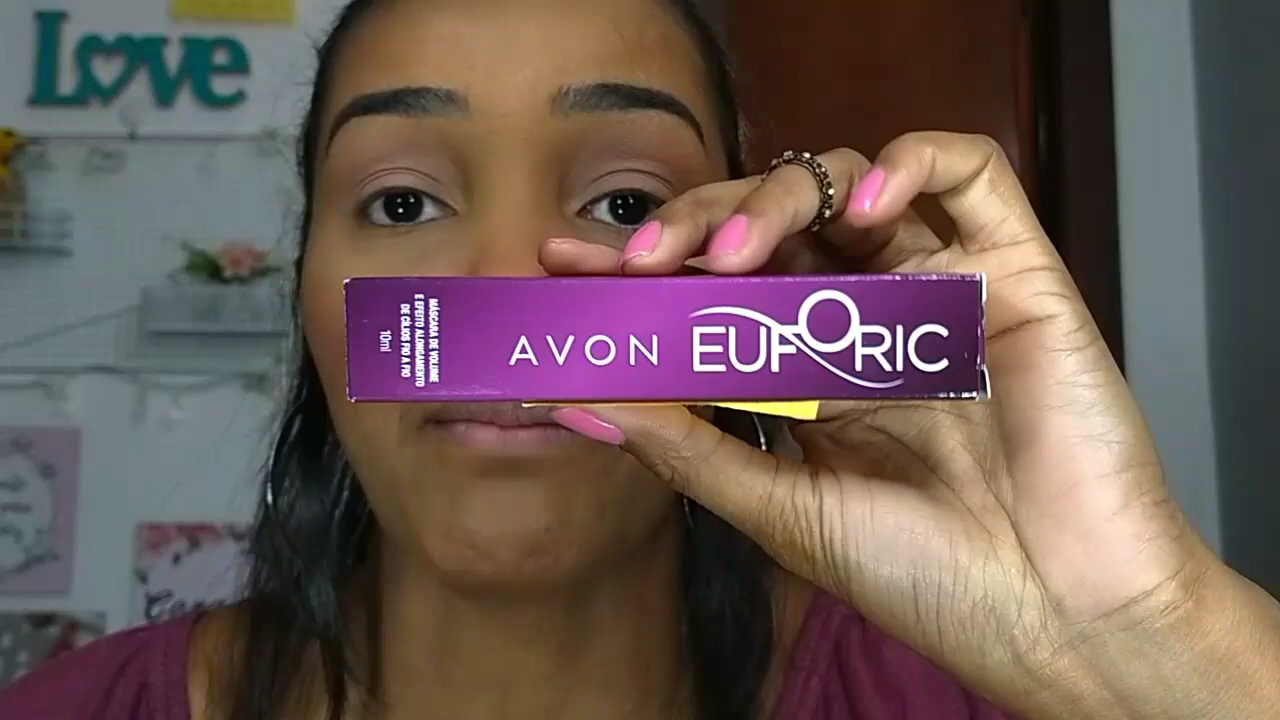 Love
AVON EUFORIC
MÁSCARA DE VOLUME
E EFEITO ALONGAMENTO
DE CÍLIOS FIO A FIO
10ml